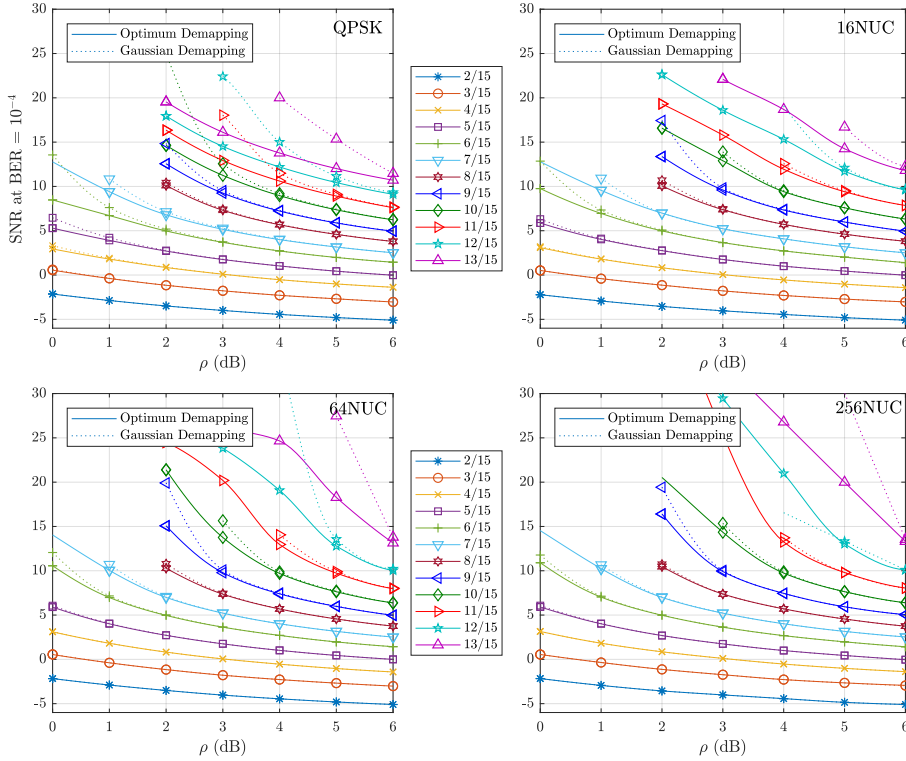 QPSK
Optimum Demapping
Gaussian Demapping
SNR at BER = 10⁻⁴
30
25
20
15
10
5
0
-5
0 1 2 3 4 5 6
ρ (dB)
2/15
3/15
4/15
5/15
6/15
7/15
8/15
9/15
10/15
11/15
12/15
13/15
16NUC
Optimum Demapping
Gaussian Demapping
30
25
20
15
10
5
0
-5
0 1 2 3 4 5 6
ρ (dB)
64NUC
Optimum Demapping
Gaussian Demapping
30
25
20
15
10
5
0
-5
0 1 2 3 4 5 6
ρ (dB)
2/15
3/15
4/15
5/15
6/15
7/15
8/15
9/15
10/15
11/15
12/15
13/15
256NUC
Optimum Demapping
Gaussian Demapping
30
25
20
15
10
5
0
-5
0 1 2 3 4 5 6
ρ (dB)